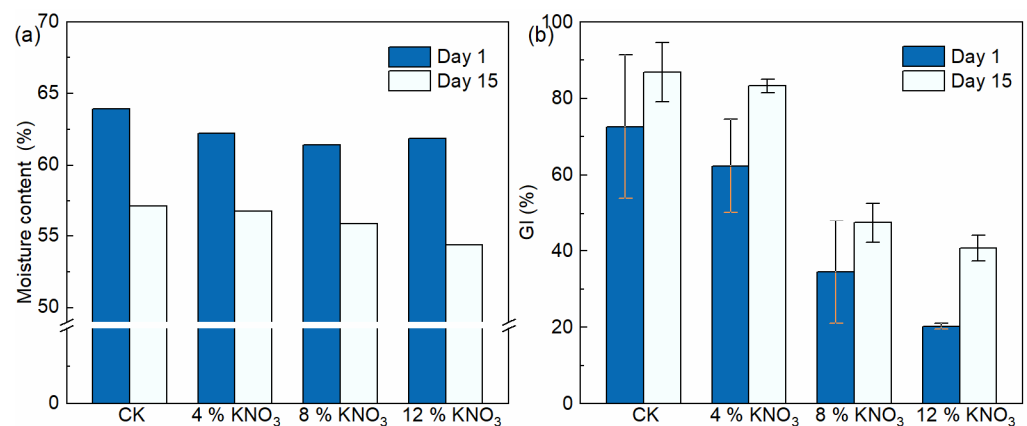 (a)
Moisture content (%)
70
65
60
55
50
0
Day 1
Day 15
CK
4 % KNO₃
8 % KNO₃
12 % KNO₃
(b)
GI (%)
100
80
60
40
20
0
Day 1
Day 15
CK
4 % KNO₃
8 % KNO₃
12 % KNO₃